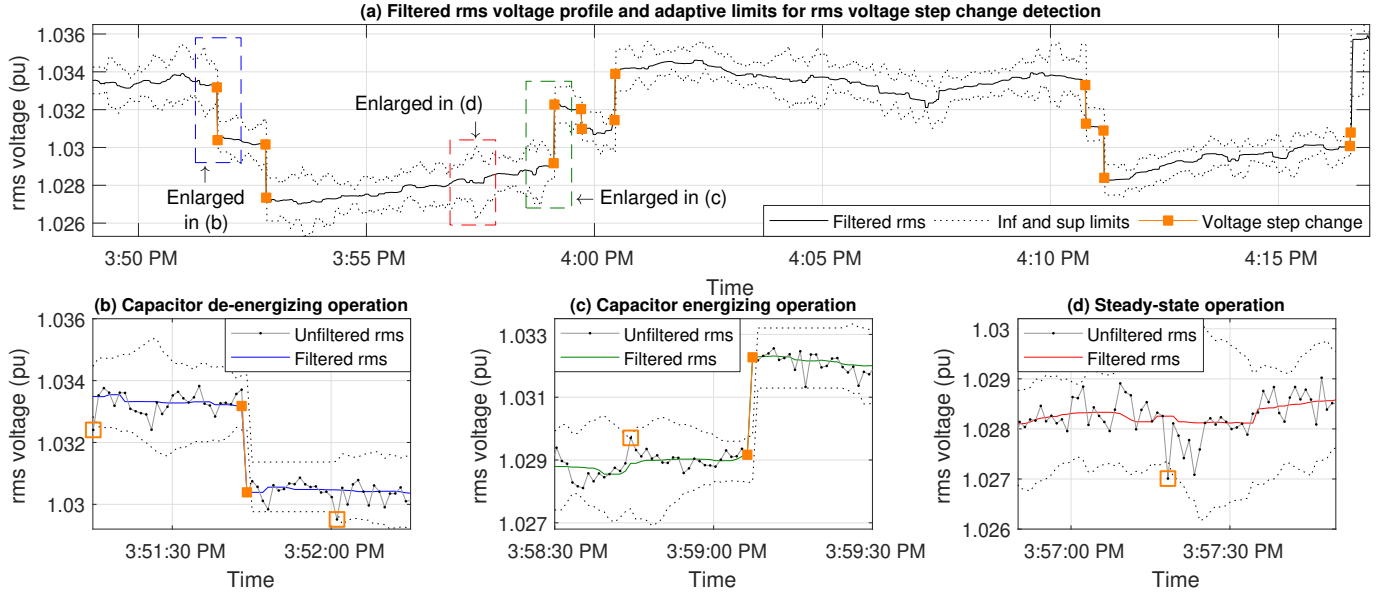 (a) Filtered rms voltage profile and adaptive limits for rms voltage step change detection
rms voltage (pu)
1.036
1.034
1.032
1.03
1.028
1.026
Enlarged in (d)
Enlarged
in (b)
Enlarged in (c)
Filtered rms
Inf and sup limits
Voltage step change
3:50 PM
3:55 PM
4:00 PM
4:05 PM
4:10 PM
4:15 PM
Time
(b) Capacitor de-energizing operation
rms voltage (pu)
1.036
1.034
1.032
1.03
Unfiltered rms
Filtered rms
3:51:30 PM
3:52:00 PM
Time
(c) Capacitor energizing operation
rms voltage (pu)
1.033
1.031
1.029
1.027
Unfiltered rms
Filtered rms
3:58:30 PM
3:59:00 PM
3:59:30 PM
Time
(d) Steady-state operation
rms voltage (pu)
1.03
1.029
1.028
1.027
1.026
Unfiltered rms
Filtered rms
3:57:00 PM
3:57:30 PM
Time